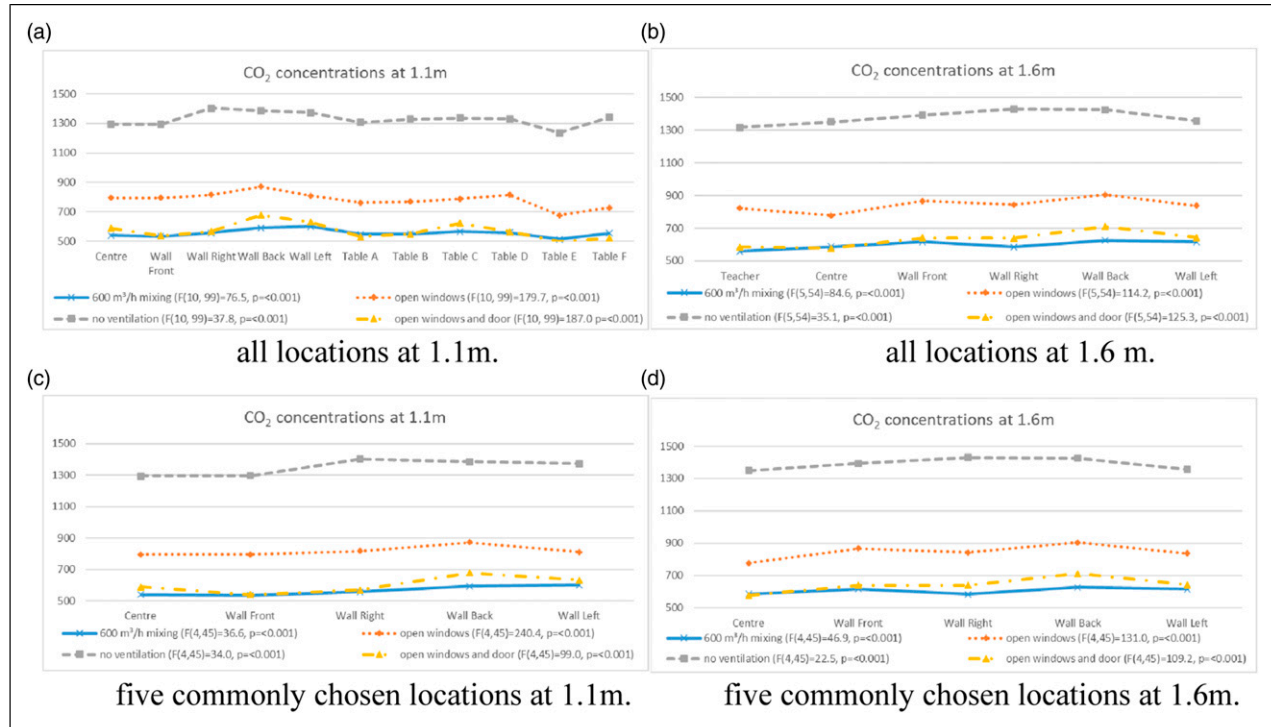 (a)
CO₂ concentrations at 1.1m
1500
1300
1100
900
700
500
Centre Wall Front Wall Right Wall Back Wall Left Table A Table B Table C Table D Table E Table F
600 m³/h mixing (F(10, 99)=76.5, p=<0.001) open windows (F(10, 99)=179.7, p=<0.001)
no ventilation (F(10, 99)=37.8, p=<0.001) open windows and door (F(10, 99)=187.0 p=<0.001)
all locations at 1.1m.
(b)
CO₂ concentrations at 1.6m
1500
1300
1100
900
700
500
Teacher Centre Wall Front Wall Right Wall Back Wall Left
600 m³/h mixing (F(5,54)=84.6, p=<0.001) open windows (F(5,54)=114.2, p=<0.001)
no ventilation (F(5,54)=35.1, p=<0.001) open windows and door (F(5,54)=125.3, p=<0.001)
all locations at 1.6 m.
(c)
CO₂ concentrations at 1.1m
1500
1300
1100
900
700
500
Centre Wall Front Wall Right Wall Back Wall Left
600 m³/h mixing (F(4,45)=36.6, p=<0.001) open windows (F(4,45)=240.4, p=<0.001)
no ventilation (F(4,45)=34.0, p=<0.001) open windows and door (F(4,45)=99.0, p=<0.001)
five commonly chosen locations at 1.1m.
(d)
CO₂ concentrations at 1.6m
1500
1300
1100
900
700
500
Centre Wall Front Wall Right Wall Back Wall Left
600 m³/h mixing (F(4,45)=46.9, p=<0.001) open windows (F(4,45)=131.0, p=<0.001)
no ventilation (F(4,45)=22.5, p=<0.001) open windows and door (F(4,45)=109.2, p=<0.001)
five commonly chosen locations at 1.6m.